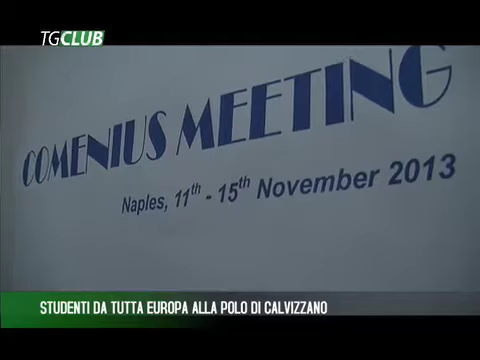 TGCLUB
COMENIUS MEETING
Naples, 11th - 15th November 2013
STUDENTI DA TUTTA EUROPA ALLA POLO DI CALVIZZANO